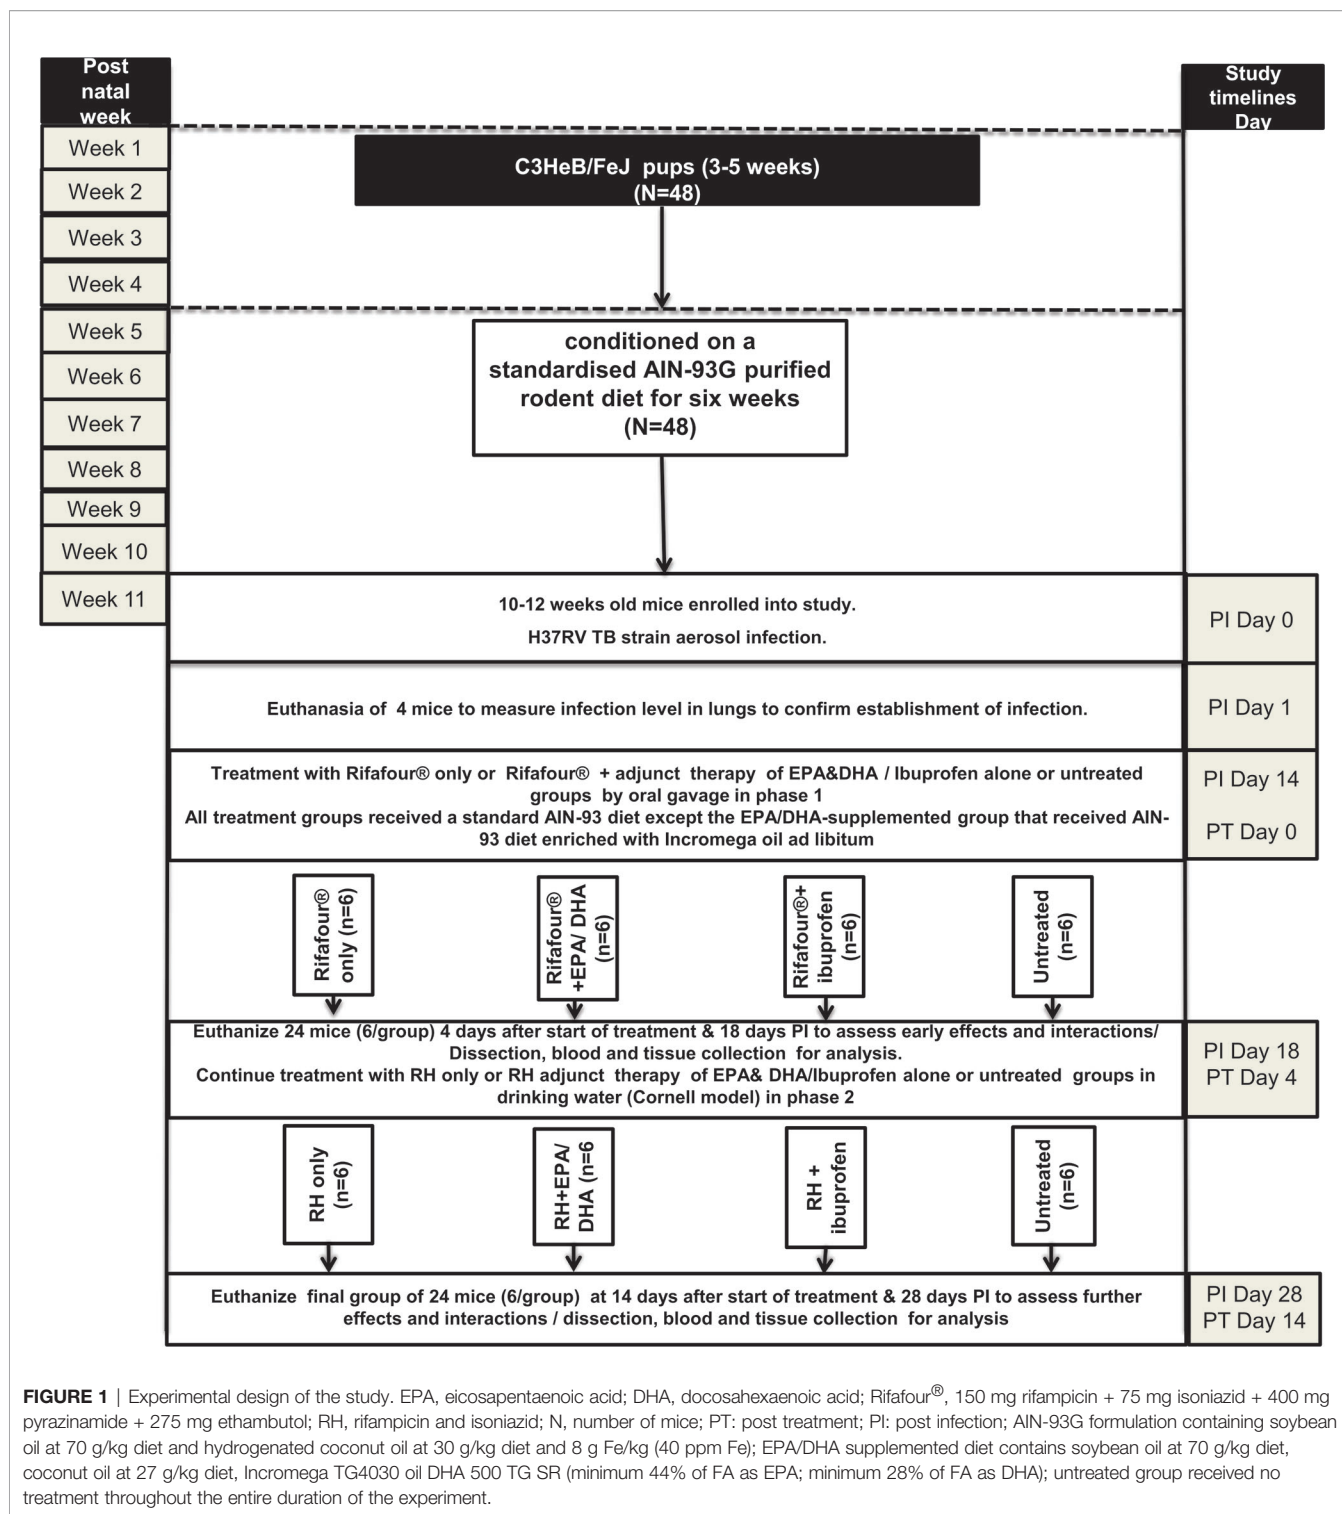 Post
natal
week
Study
timelines
Day
Week 1
Week 2
Week 3
Week 4
Week 5
Week 6
Week 7
Week 8
Week 9
Week 10
Week 11
C3HeB/FeJ pups (3-5 weeks)
(N=48)
conditioned on a
standardised AIN-93G purified
rodent diet for six weeks
(N=48)
10-12 weeks old mice enrolled into study.
H37RV TB strain aerosol infection.
PI Day 0
Euthanasia of 4 mice to measure infection level in lungs to confirm establishment of infection.
PI Day 1
Treatment with Rifafour® only or Rifafour® + adjunct therapy of EPA&DHA / Ibuprofen alone or untreated
groups by oral gavage in phase 1
All treatment groups received a standard AIN-93 diet except the EPA/DHA-supplemented group that received AIN-
93 diet enriched with Incromega oil ad libitum
PI Day 14
PT Day 0
Rifafour®
only (n=6)
Rifafour®
+EPA/ DHA
(n=6)
Rifafour®+
ibuprofen
(n=6)
Untreated
(n=6)
Euthanize 24 mice (6/group) 4 days after start of treatment & 18 days PI to assess early effects and interactions/
Dissection, blood and tissue collection for analysis.
Continue treatment with RH only or RH adjunct therapy of EPA& DHA/Ibuprofen alone or untreated groups in
drinking water (Cornell model) in phase 2
PI Day 18
PT Day 4
RH only
(n=6)
RH+EPA/
DHA (n=6
RH +
ibuprofen
Untreated
(n=6)
Euthanize final group of 24 mice (6/group) at 14 days after start of treatment & 28 days PI to assess further
effects and interactions / dissection, blood and tissue collection for analysis
PI Day 28
PT Day 14
FIGURE 1 | Experimental design of the study. EPA, eicosapentaenoic acid; DHA, docosahexaenoic acid; Rifafour®, 150 mg rifampicin + 75 mg isoniazid + 400 mg
pyrazinamide + 275 mg ethambutol; RH, rifampicin and isoniazid; N, number of mice; PT: post treatment; PI: post infection; AIN-93G formulation containing soybean
oil at 70 g/kg diet and hydrogenated coconut oil at 30 g/kg diet and 8 g Fe/kg (40 ppm Fe); EPA/DHA supplemented diet contains soybean oil at 70 g/kg diet,
coconut oil at 27 g/kg diet, Incromega TG4030 oil DHA 500 TG SR (minimum 44% of FA as EPA; minimum 28% of FA as DHA); untreated group received no
treatment throughout the entire duration of the experiment.